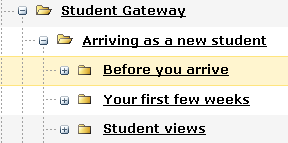 Student Gateway
Arriving as a new student
Before you arrive
Your first few weeks
Student views